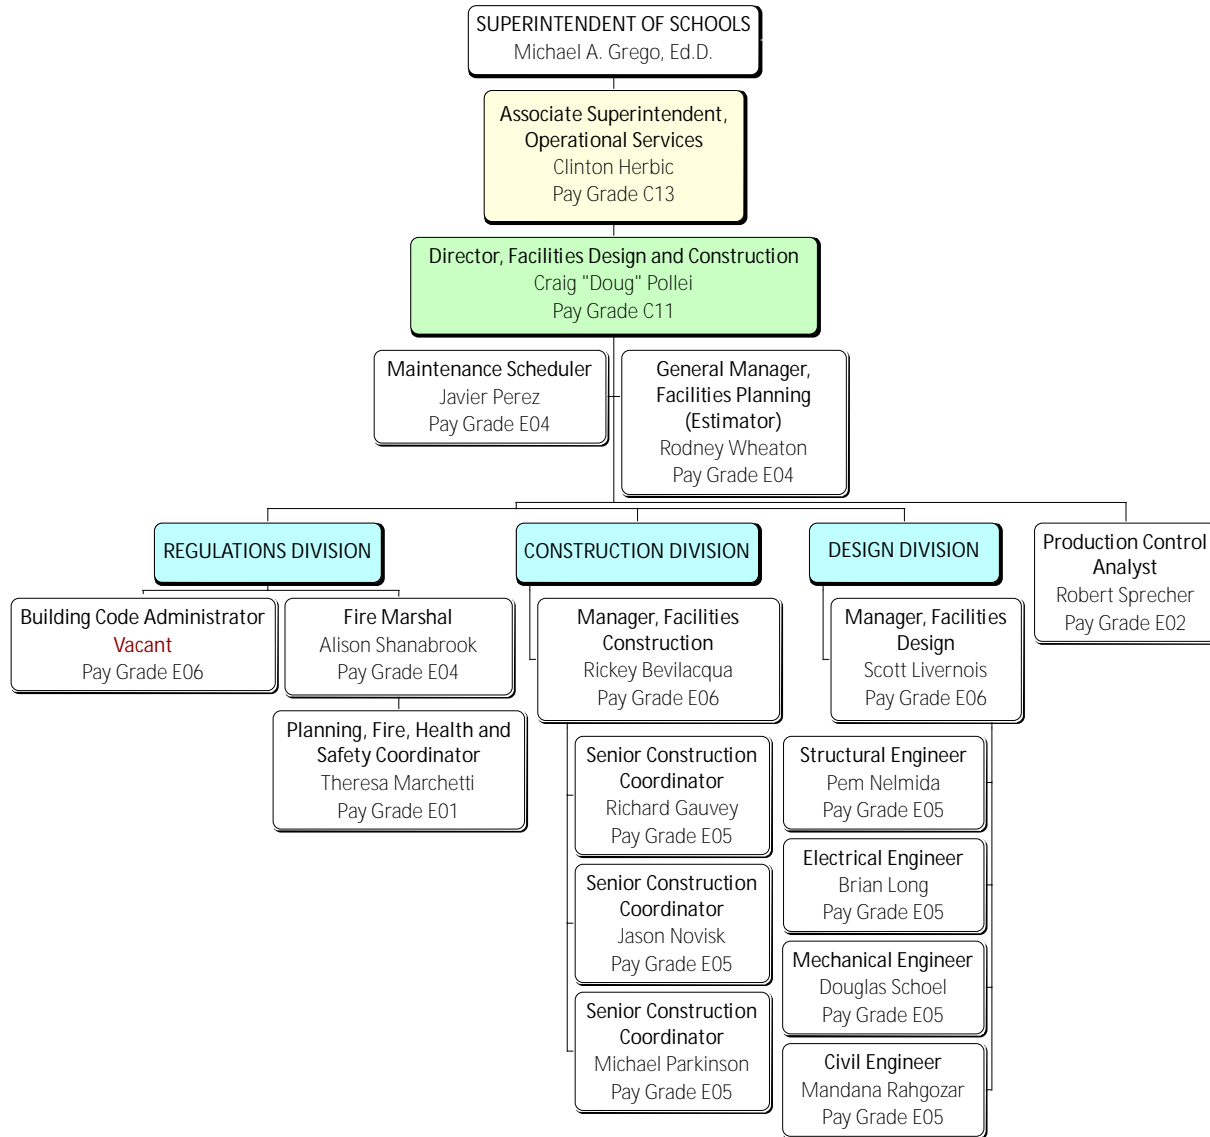 SUPERINTENDENT OF SCHOOLS
Michael A. Grego, Ed.D.
Associate Superintendent,
Operational Services
Clinton Herbic
Pay Grade C13
Director, Facilities Design and Construction
Craig "Doug" Pollei
Pay Grade C11
Maintenance Scheduler
Javier Perez
Pay Grade E04
General Manager,
Facilities Planning
(Estimator)
Rodney Wheaton
Pay Grade E04
REGULATIONS DIVISION
Building Code Administrator
Vacant
Pay Grade E06
Fire Marshal
Alison Shanabrook
Pay Grade E04
Planning, Fire, Health and
Safety Coordinator
Theresa Marchetti
Pay Grade E01
CONSTRUCTION DIVISION
Manager, Facilities
Construction
Rickey Bevilacqua
Pay Grade E06
Senior Construction
Coordinator
Richard Gauvey
Pay Grade E05
Senior Construction
Coordinator
Jason Novisk
Pay Grade E05
Senior Construction
Coordinator
Michael Parkinson
Pay Grade E05
DESIGN DIVISION
Manager, Facilities
Design
Scott Livernois
Pay Grade E06
Structural Engineer
Pem Nelmida
Pay Grade E05
Electrical Engineer
Brian Long
Pay Grade E05
Mechanical Engineer
Douglas Schoel
Pay Grade E05
Civil Engineer
Mandana Rahgozar
Pay Grade E05
Production Control
Analyst
Robert Sprecher
Pay Grade E02